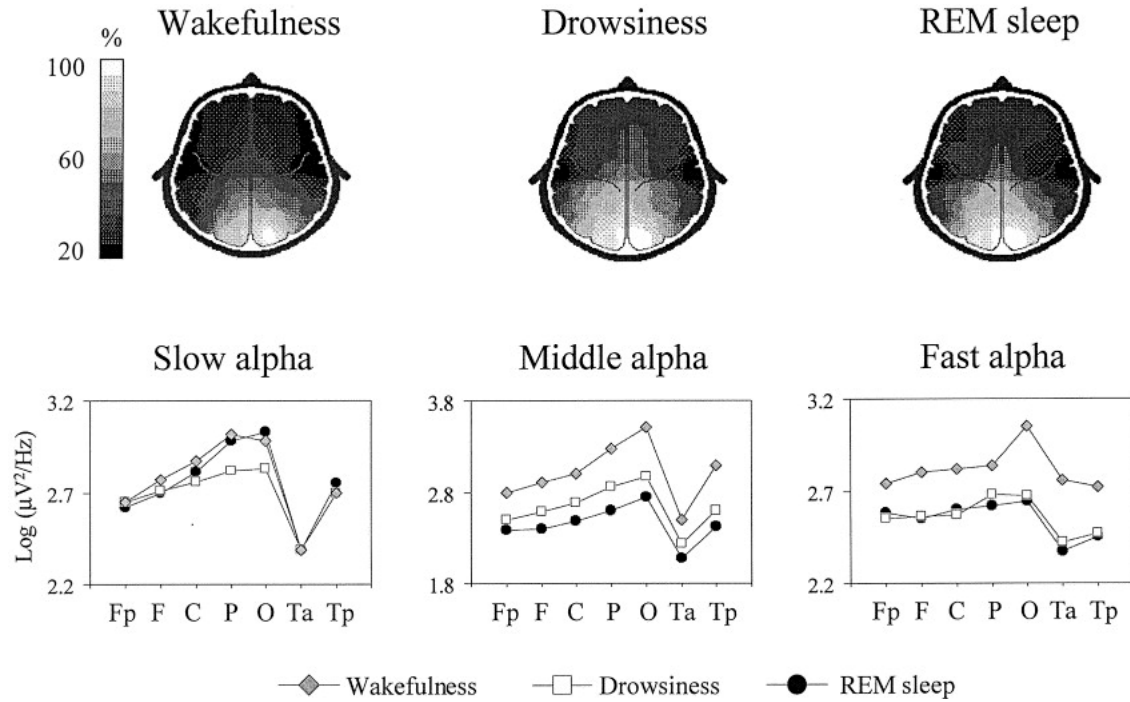 Wakefulness Drowsiness REM sleep
%
100
60
20
Slow alpha Middle alpha Fast alpha
Log (µV²/Hz)
3.2
2.7
2.2
Fp F C P O Ta Tp
3.8
2.8
1.8
Fp F C P O Ta Tp
3.2
2.7
2.2
Fp F C P O Ta Tp
Wakefulness Drowsiness REM sleep